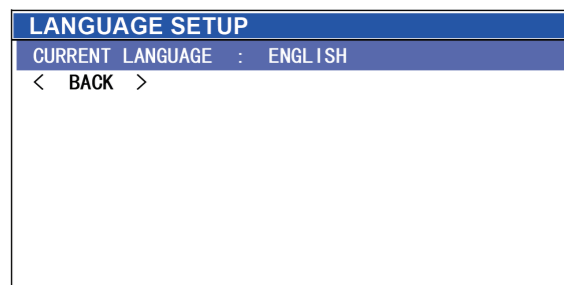 LANGUAGE SETUP
CURRENT LANGUAGE : ENGLISH
< BACK >